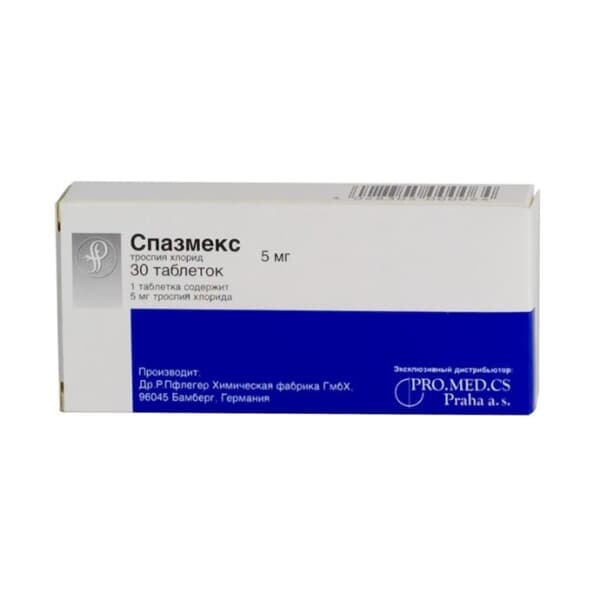 Спазмекс
троспия хлорид
5 мг
30 таблеток
1 таблетка содержит
5 мг троспия хлорида
Производит:
Др.Р.Пфлегер Химическая фабрика ГмбХ,
96045 Бамберг, Германия
Эксклюзивный дистрибьютор:
PRO.MED.CS
Praha a. s.